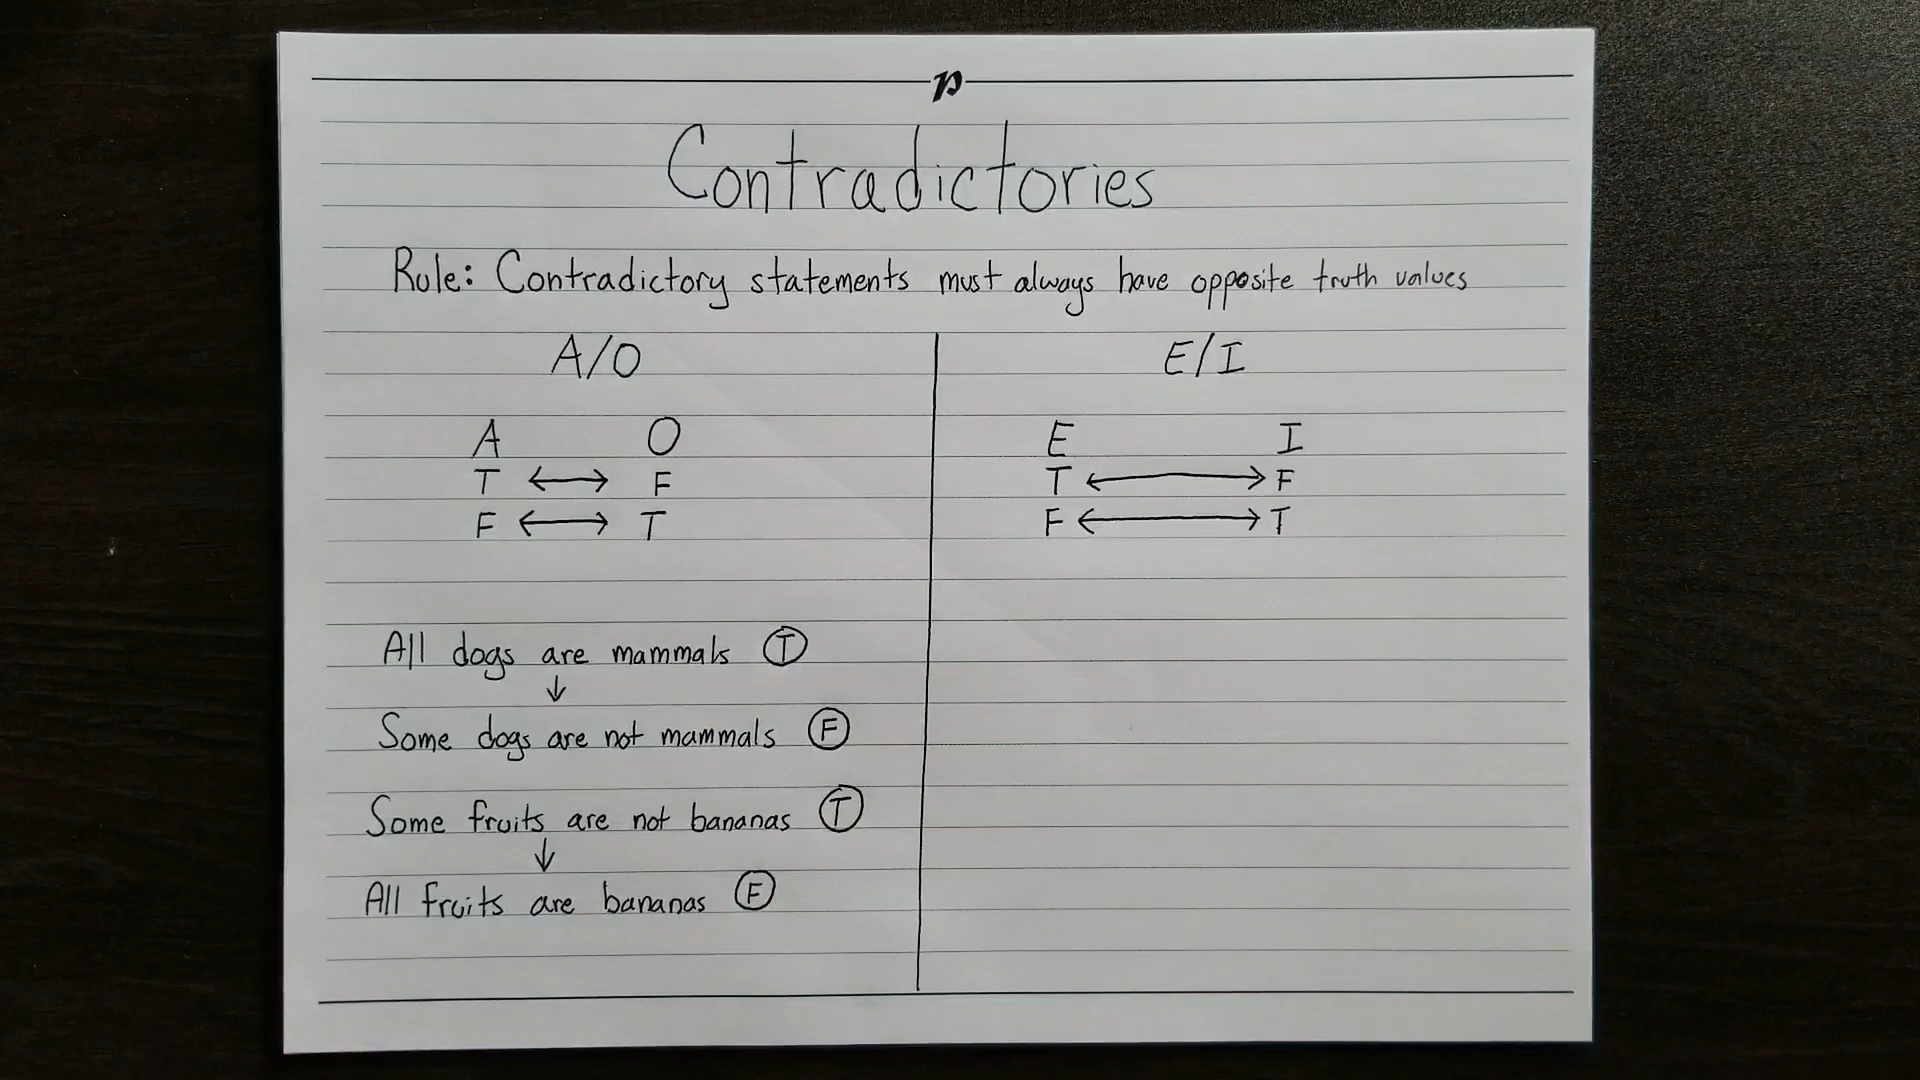 p
Contradictories
Rule: Contradictory statements must always have opposite truth values
A/O
A O
T ↔ F
F ↔ T
All dogs are mammals T
↓
Some dogs are not mammals F
Some fruits are not bananas T
↓
All fruits are bananas F
E/I
E I
T ↔ F
F ↔ T